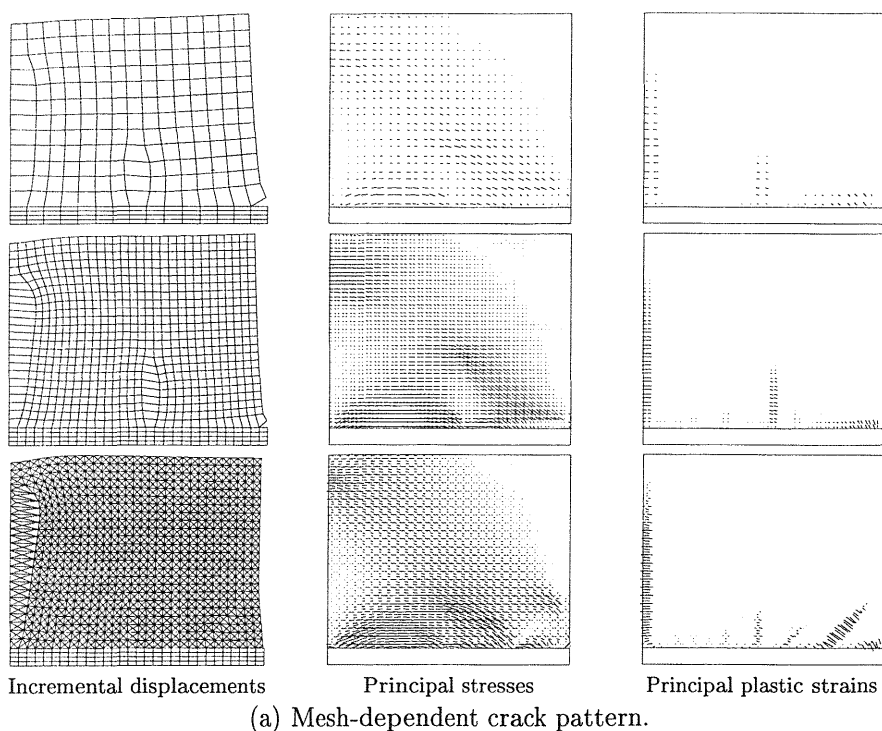 Incremental displacements
Principal stresses
Principal plastic strains
(a) Mesh-dependent crack pattern.